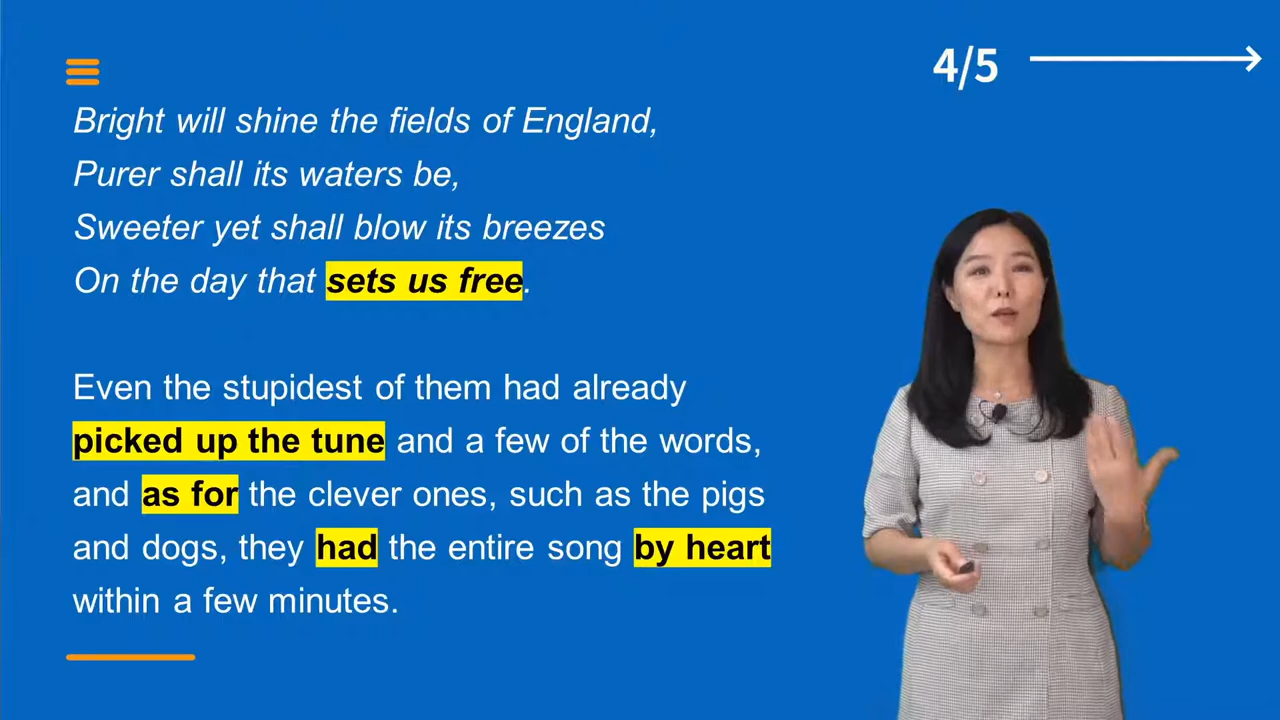 4/5
Bright will shine the fields of England,
Purer shall its waters be,
Sweeter yet shall blow its breezes
On the day that sets us free.
Even the stupidest of them had already
picked up the tune and a few of the words,
and as for the clever ones, such as the pigs
and dogs, they had the entire song by heart
within a few minutes.